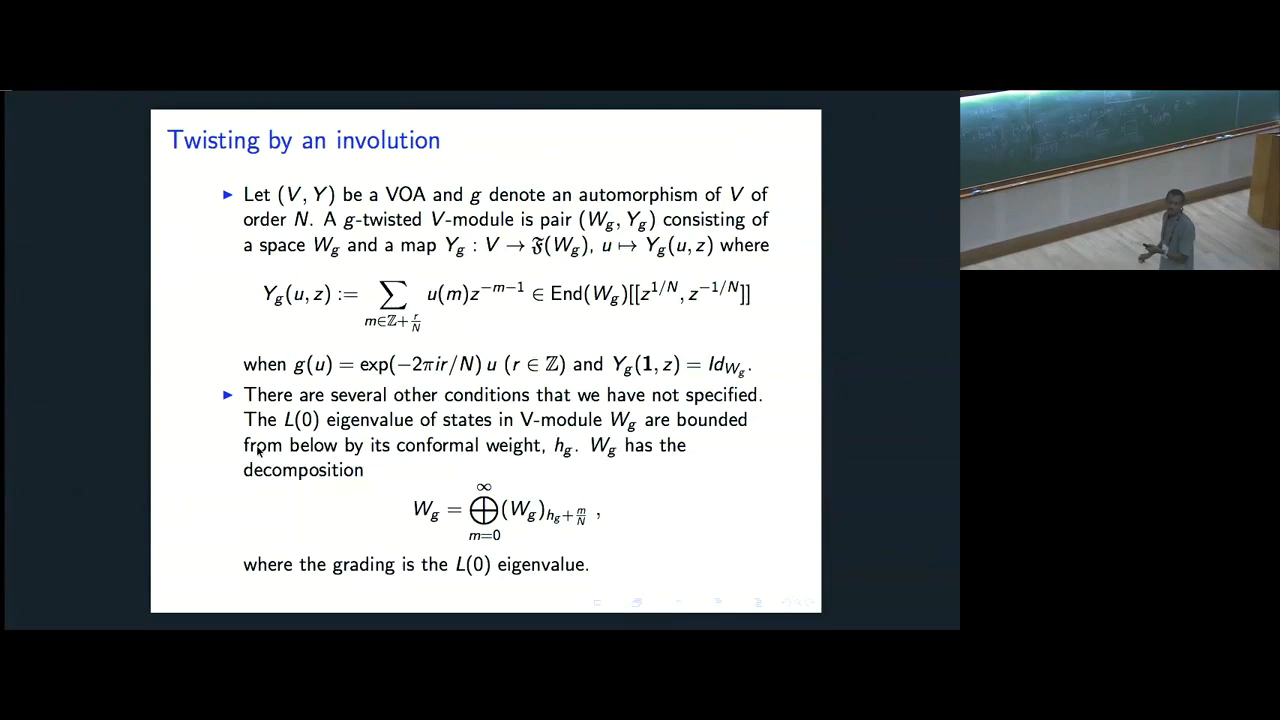 Twisting by an involution
▶ Let (V, Y) be a VOA and g denote an automorphism of V of
order N. A g-twisted V-module is pair (W_g, Y_g) consisting of
a space W_g and a map Y_g : V → 𝔉(W_g), u ↦ Y_g(u, z) where
Y_g(u, z) := ∑_{m∈ℤ+r/N} u(m)z^{−m−1} ∈ End(W_g)[[z^{1/N}, z^{−1/N}]]
when g(u) = exp(−2πir/N) u (r ∈ ℤ) and Y_g(𝟏, z) = Id_{W_g}.
▶ There are several other conditions that we have not specified.
The L(0) eigenvalue of states in V-module W_g are bounded
from below by its conformal weight, h_g. W_g has the
decomposition
W_g = ⨁_{m=0}^{∞} (W_g)_{h_g+m/N} ,
where the grading is the L(0) eigenvalue.